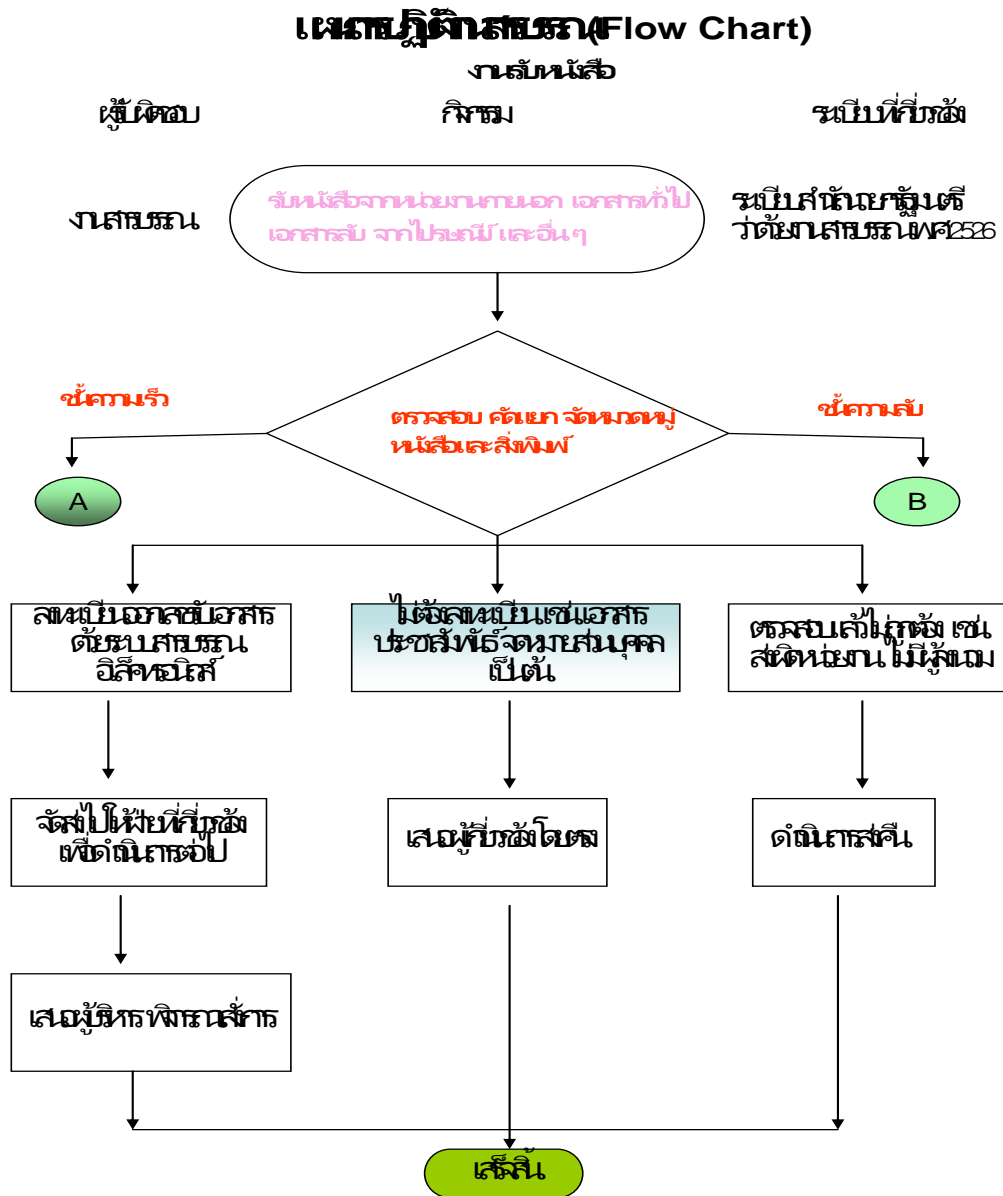 แผนการปฏิบัติงานสารบรรณ (Flow Chart)
งานรับหนังสือ
ผู้รับผิดชอบ
กิจกรรม
ระเบียบที่เกี่ยวข้อง
งานสารบรรณ
รับหนังสือจากหน่วยงานภายนอก เอกสารทั่วไป
เอกสารลับ จากไปรษณีย์ และอื่น ๆ
ระเบียบสำนักนายกรัฐมนตรี
ว่าด้วยงานสารบรรณ พ.ศ.2526
ชั้นความเร็ว
ตรวจสอบ คัดแยก จัดหมวดหมู่
หนังสือและสิ่งพิมพ์
ชั้นความลับ
A
B
ลงทะเบียนออกเลขรับเอกสาร
ด้วยระบบสารบรรณ
อิเล็คทรอนิกส์
ไม่ต้องลงทะเบียน เช่น เอกสาร
ประชาสัมพันธ์ จดหมายส่วนบุคคล
เป็นต้น
ตรวจสอบแล้วไม่ถูกต้อง เช่น
ส่งผิดหน่วยงาน ไม่มีผู้ลงนาม
จัดส่งไปให้ฝ่ายที่เกี่ยวข้อง
เพื่อดำเนินการต่อไป
เสนอผู้เกี่ยวข้องโดยตรง
ดำเนินการส่งคืน
เสนอผู้บริหาร พิจารณาสั่งการ
เสร็จสิ้น